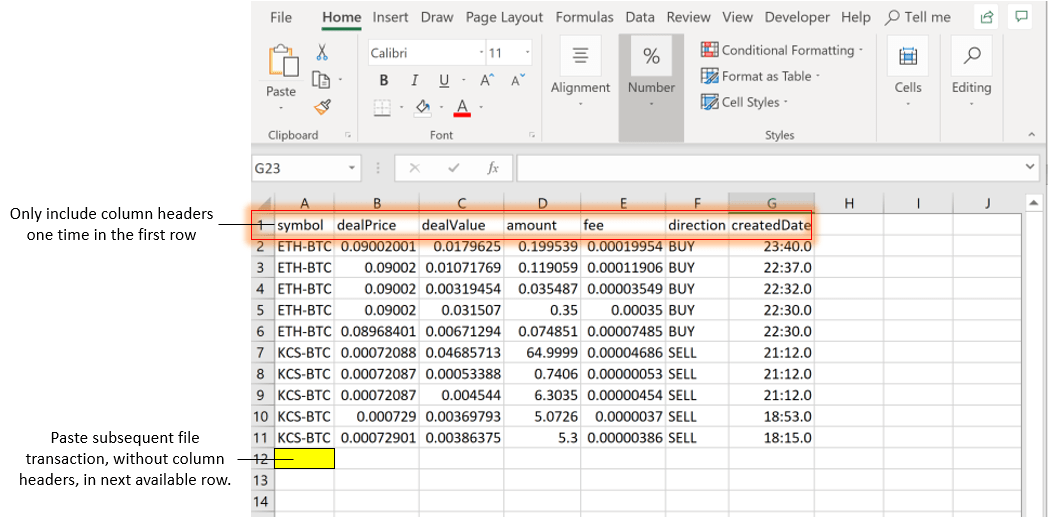 File Home Insert Draw Page Layout Formulas Data Review View Developer Help Tell me
Calibri 11
Paste
B I U A A
A
%
Alignment
Number
Conditional Formatting
Format as Table
Cell Styles
Cells
Editing
Clipboard Font Styles
G23 fx
A B C D E F G H I J
Only include column headers
one time in the first row
1 symbol dealPrice dealValue amount fee direction createdDate
2 ETH-BTC 0.09002001 0.0179625 0.199539 0.00019954 BUY 23:40.0
3 ETH-BTC 0.09002 0.01071769 0.119059 0.00011906 BUY 22:37.0
4 ETH-BTC 0.09002 0.00319454 0.035487 0.00003549 BUY 22:32.0
5 ETH-BTC 0.09002 0.031507 0.35 0.00035 BUY 22:30.0
6 ETH-BTC 0.08968401 0.00671294 0.074851 0.00007485 BUY 22:30.0
7 KCS-BTC 0.00072088 0.04685713 64.9999 0.00004686 SELL 21:12.0
8 KCS-BTC 0.00072087 0.00053388 0.7406 0.00000053 SELL 21:12.0
9 KCS-BTC 0.00072087 0.004544 6.3035 0.00000454 SELL 21:12.0
10 KCS-BTC 0.000729 0.00369793 5.0726 0.0000037 SELL 18:53.0
11 KCS-BTC 0.00072901 0.00386375 5.3 0.00000386 SELL 18:15.0
Paste subsequent file
transaction, without column
headers, in next available row.
12
13
14